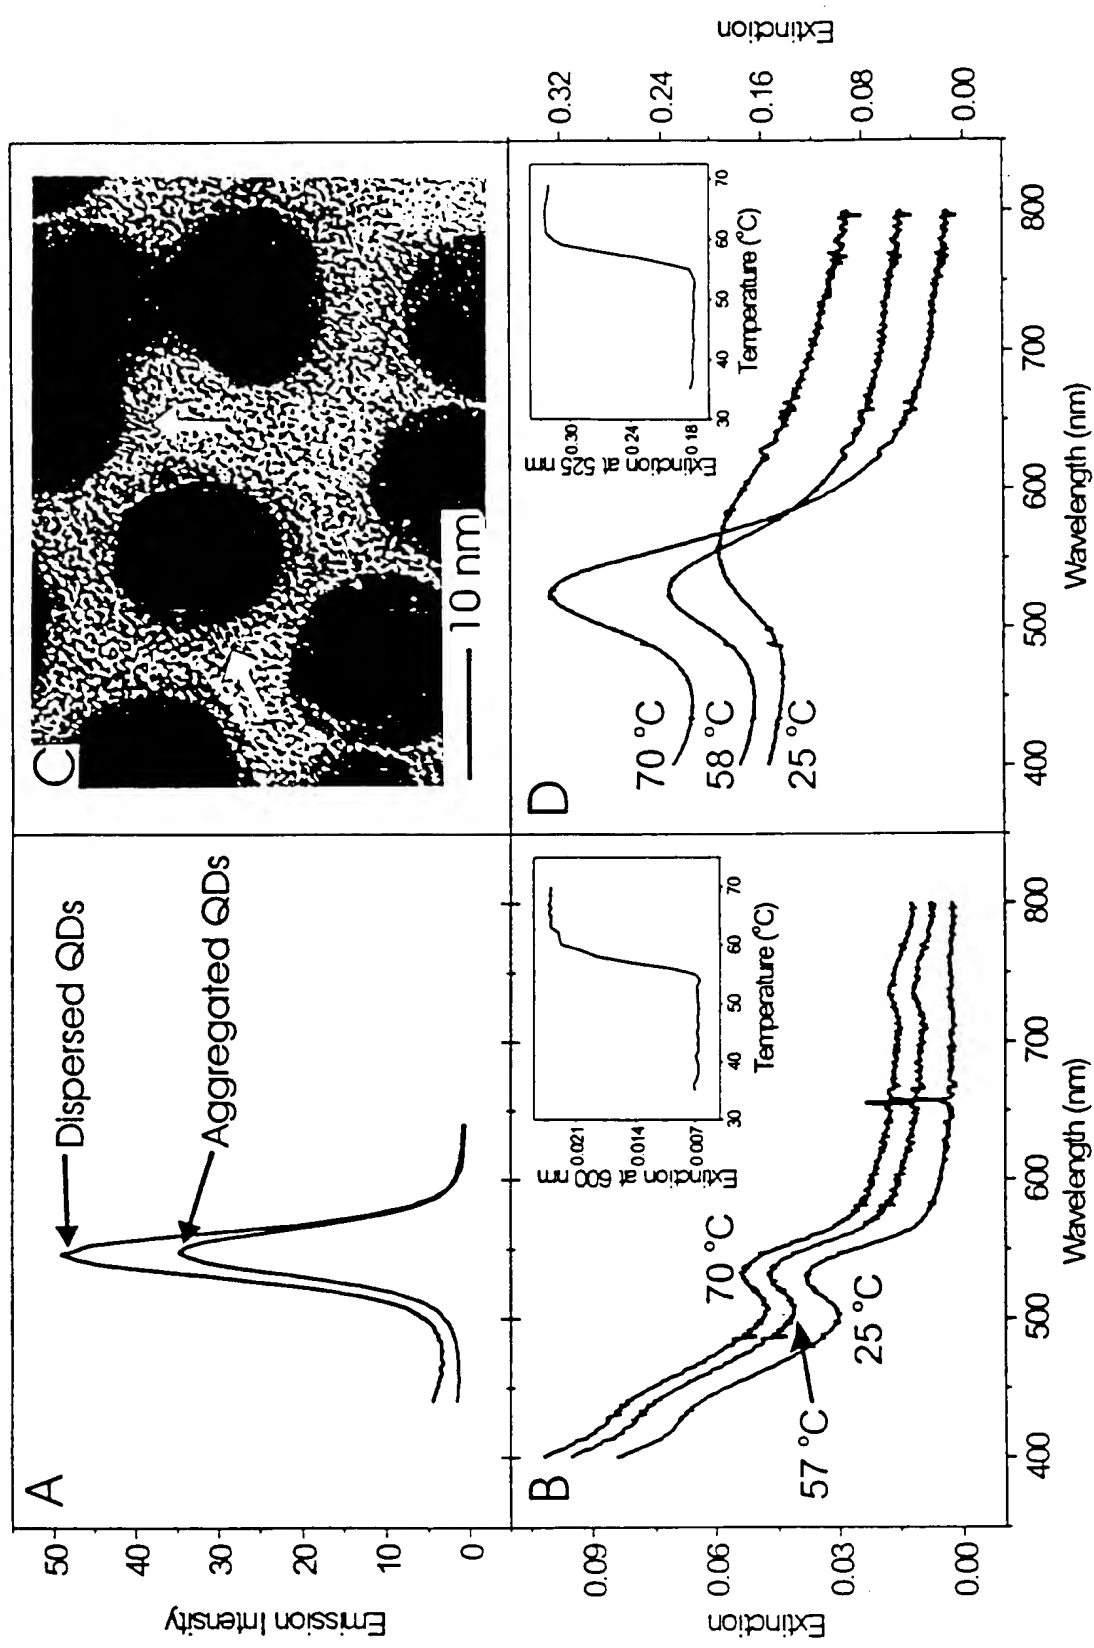 A
Dispersed QDs
Aggregated QDs
50
40
30
20
10
0
Emission Intensity
C
10 nm
B
70 °C
57 °C
25 °C
0.09
0.06
0.03
0.00
Extinction
400
500
600
700
800
Wavelength (nm)
Extinction at 600 nm
0.021
0.014
0.007
30
40
50
60
70
Temperature (°C)
D
70 °C
58 °C
25 °C
0.32
0.24
0.16
0.08
0.00
Extinction
400
500
600
700
800
Wavelength (nm)
Extinction at 525 nm
0.30
0.24
0.18
30
40
50
60
70
Temperature (°C)